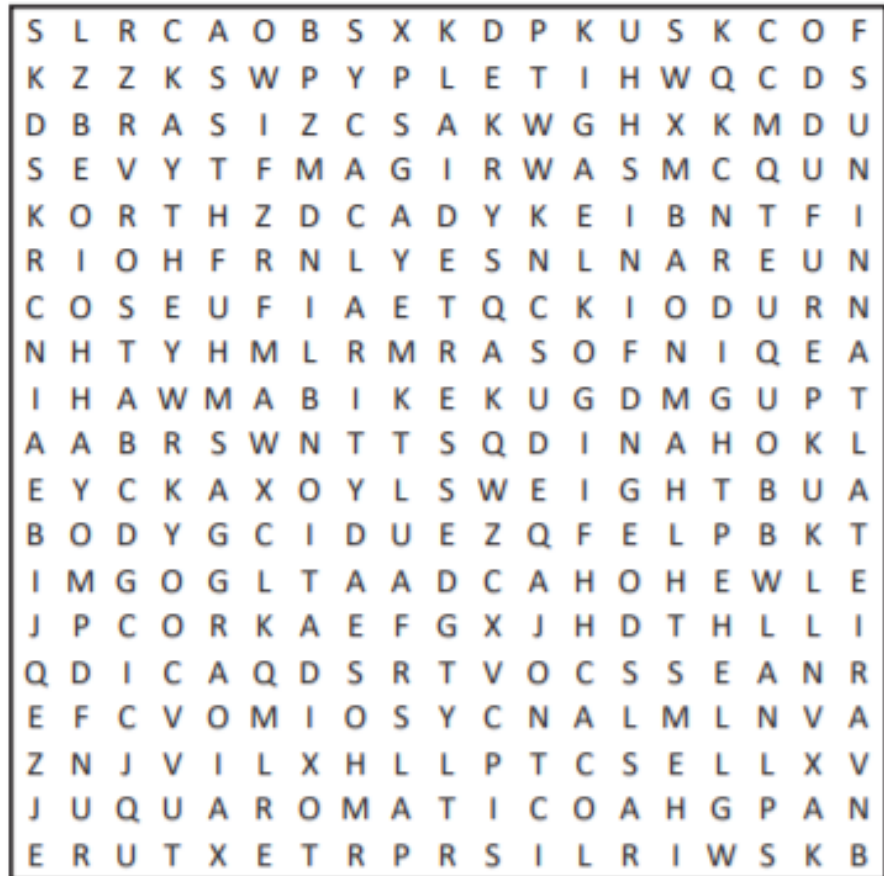 S L R C A O B S X K D P K U S K C O F
K Z Z K S W P Y P L E T I H W Q C D S
D B R A S I Z C S A K W G H X K M D U
S E V Y T F M A G I R W A S M C Q U N
K O R T H Z D C A D Y K E I B N T F I
R I O H F R N L Y E S N L N A R E U N
C O S E U F I A E T Q C K I O D U R N
N H T Y H M L R M R A S O F N I Q E A
I H A W M A B I K E K U G D M G U P T
A A B R S W N T T S Q D I N A H O K L
E Y C K A X O Y L S W E I G H T B U A
B O D Y G C I D U E Z Q F E L P B K T
I M G O G L T A A D C A H O H E W L E
J P C O R K A E F G X J H D T H L L I
Q D I C A Q D S R T V O C S S E A N R
E F C V O M I O S Y C N A L M L N V A
Z N J V I L X H L L P T C S E L L X V
J U Q U A R O M A T I C O A H G P A N
E R U T X E T R P R S I L R I W S K B